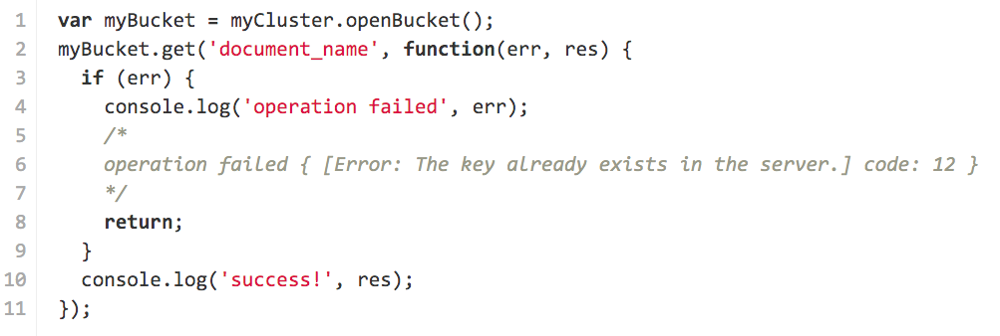 1 var myBucket = myCluster.openBucket();
2 myBucket.get('document_name', function(err, res) {
3   if (err) {
4     console.log('operation failed', err);
5     /*
6     operation failed { [Error: The key already exists in the server.] code: 12 }
7     */
8     return;
9   }
10   console.log('success!', res);
11 });